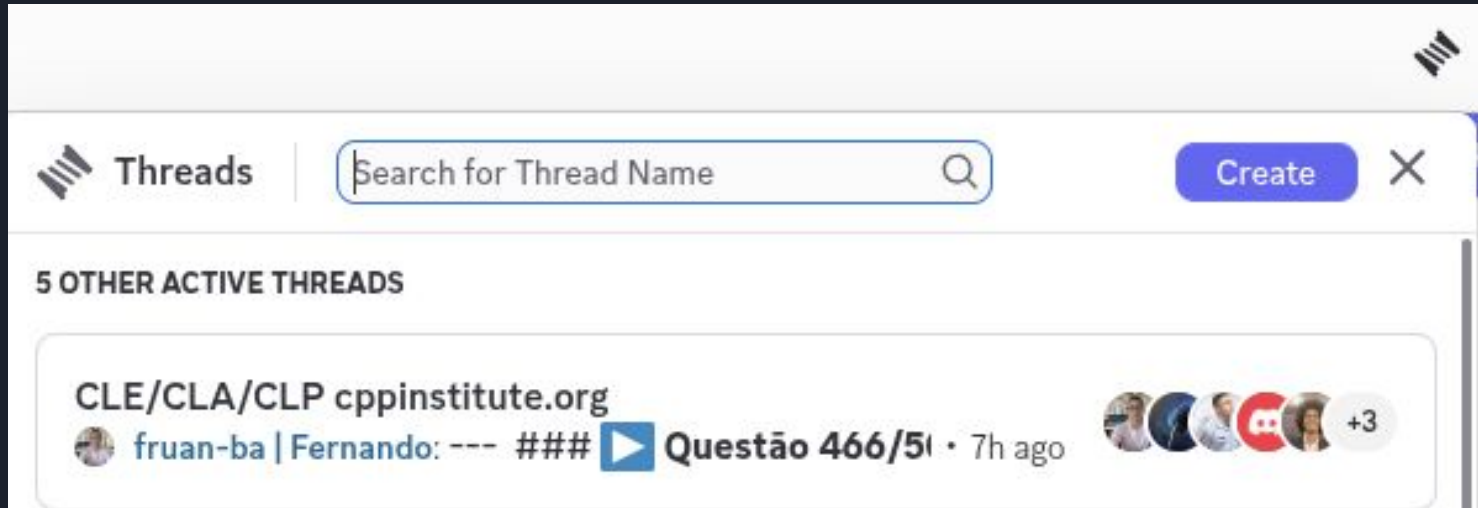 Threads
Search for Thread Name
Create
5 OTHER ACTIVE THREADS
CLE/CLA/CLP cppinstitute.org
fruan-ba | Fernando: --- ### ▶ Questão 466/5 • 7h ago
+3